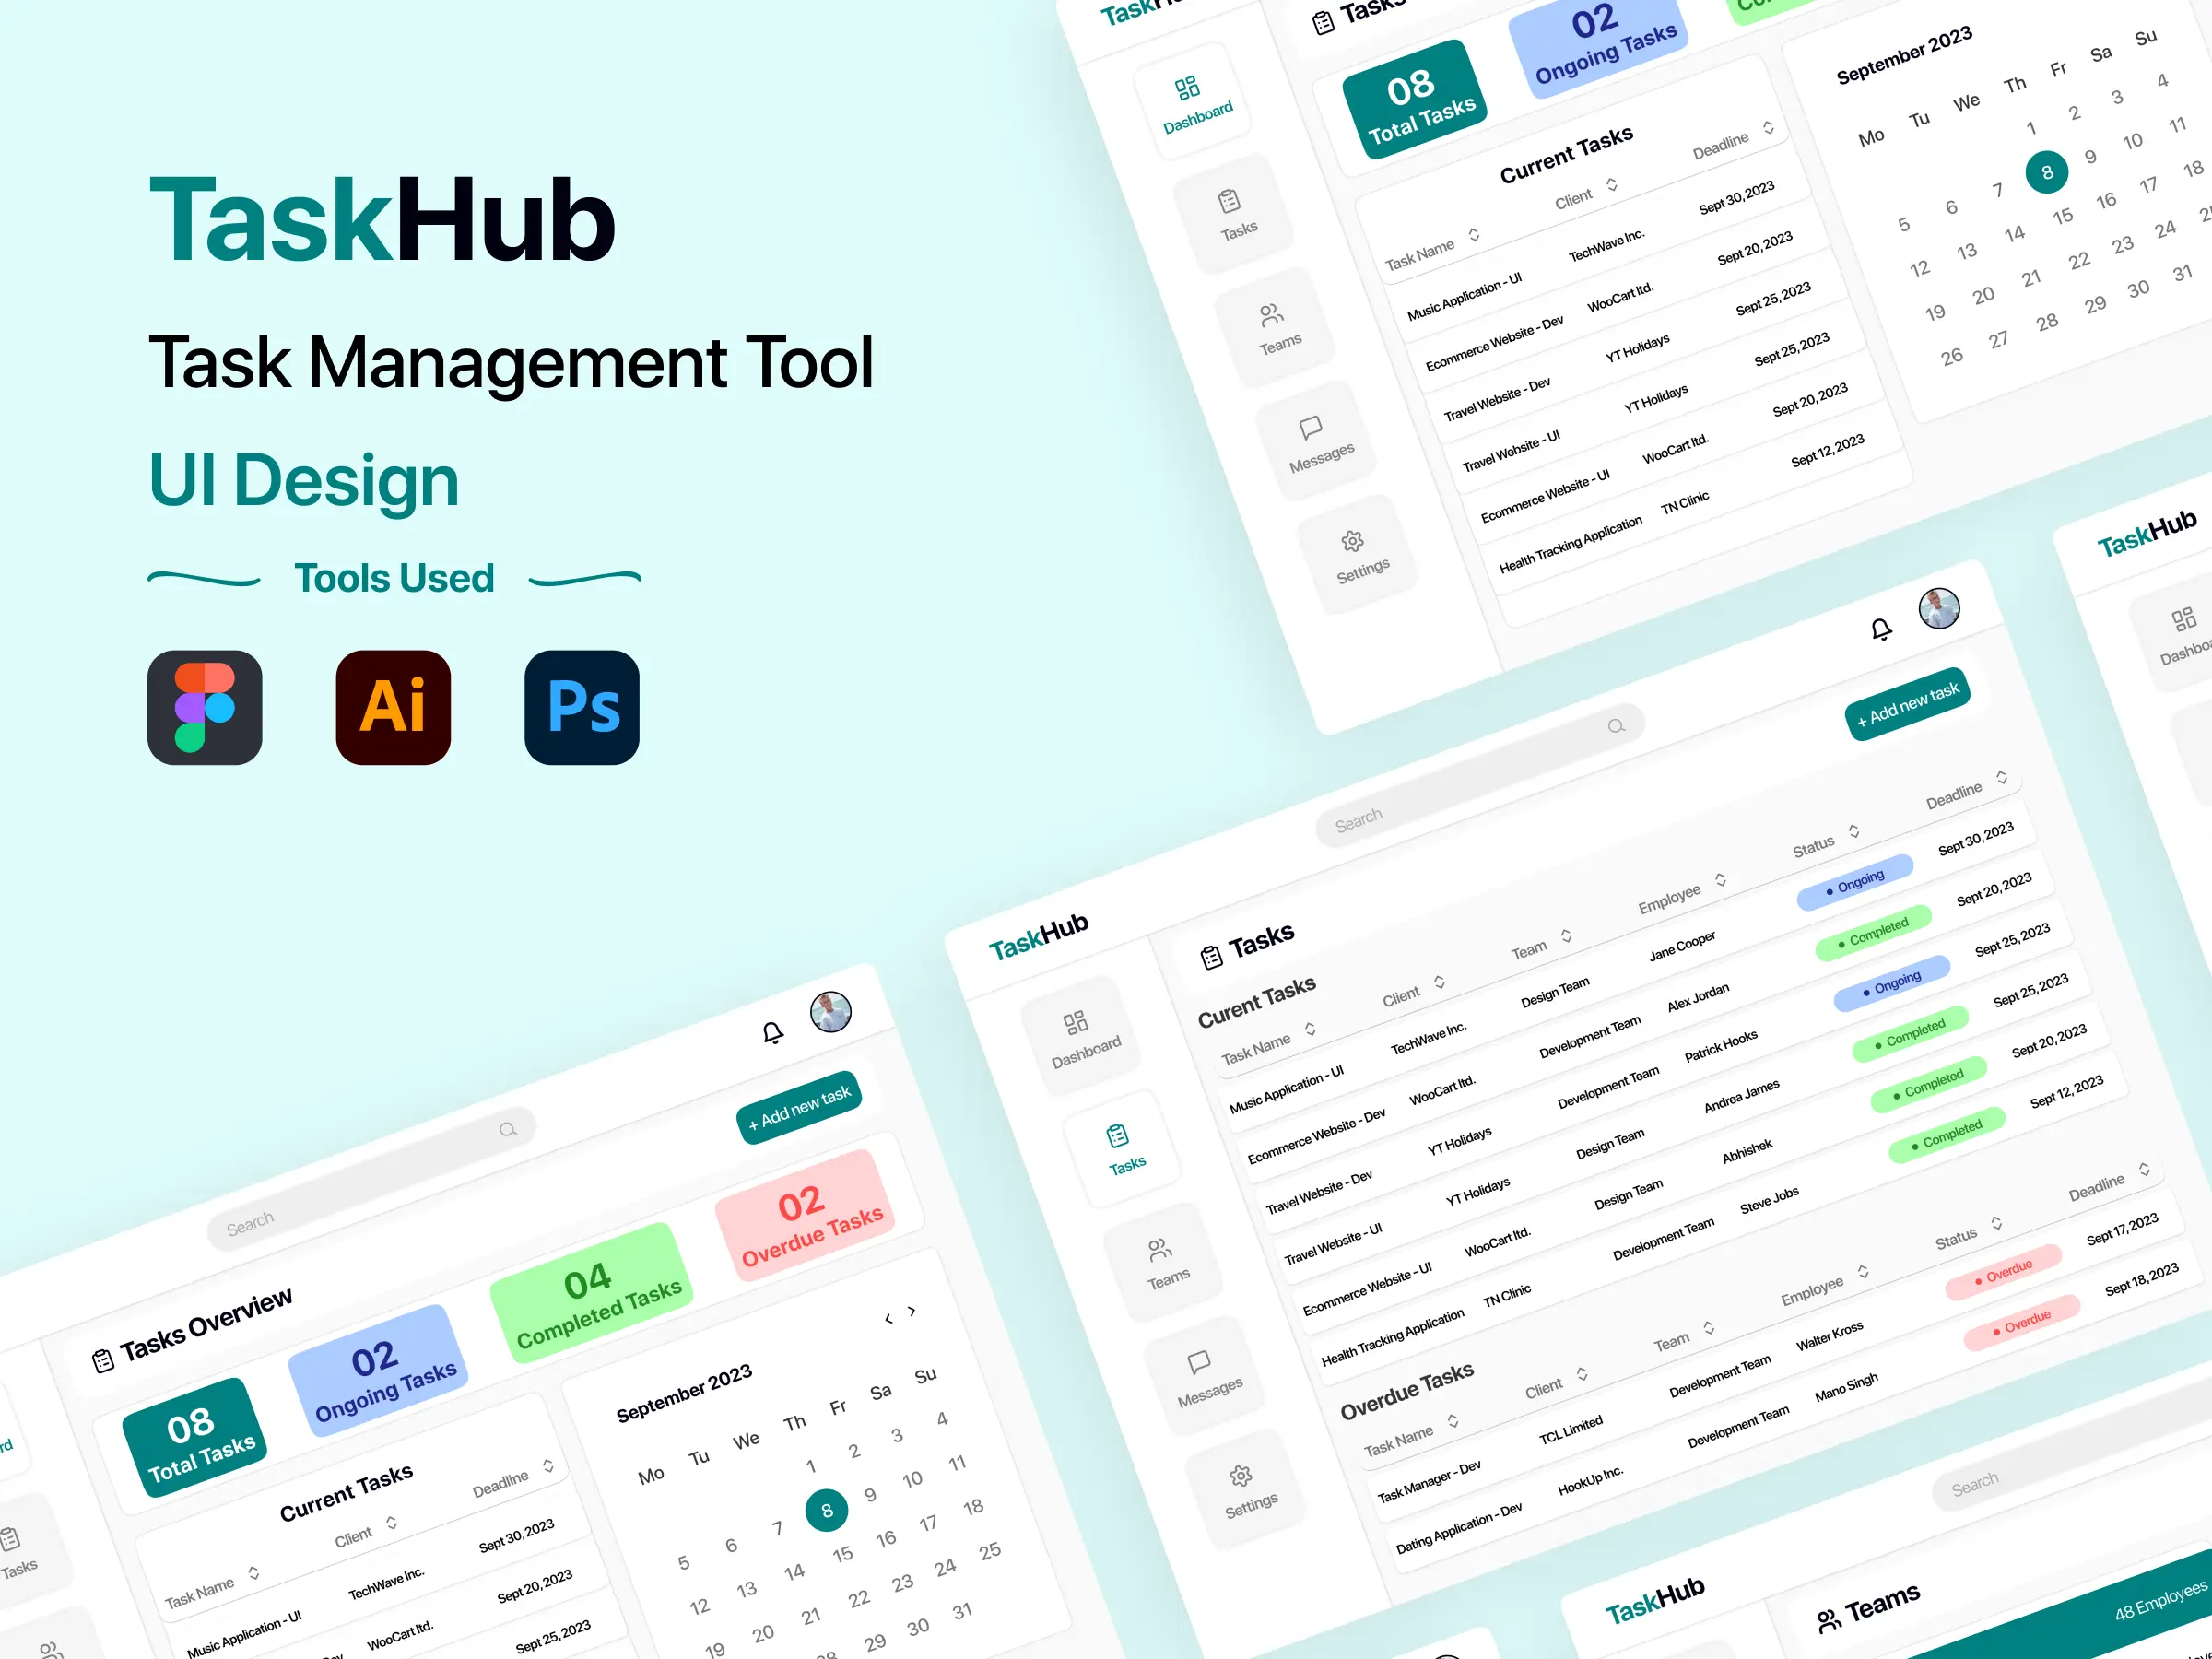 TaskHub
Task Management Tool
UI Design
Tools Used
Ai
Ps
Tasks
08
Total Tasks
02
Ongoing Tasks
Dashboard
Tasks
Teams
Messages
Settings
Current Tasks
Task Name Client Deadline
Music Application - UI TechWave Inc. Sept 30, 2023
Ecommerce Website - Dev WooCart ltd. Sept 20, 2023
Travel Website - Dev YT Holidays Sept 25, 2023
Travel Website - UI YT Holidays Sept 25, 2023
Ecommerce Website - UI WooCart ltd. Sept 20, 2023
Health Tracking Application TN Clinic Sept 12, 2023
September 2023
Mo Tu We Th Fr Sa Su
1 2 3 4
5 6 7 8 9 10 11
12 13 14 15 16 17 18
19 20 21 22 23 24
26 27 28 29 30 31
TaskHub
Search
+ Add new task
TaskHub
Dashboard
Tasks
Teams
Messages
Settings
Tasks
Curent Tasks
Task Name Client Team Employee Status Deadline
Music Application - UI TechWave Inc. Design Team Jane Cooper Ongoing Sept 30, 2023
Ecommerce Website - Dev WooCart ltd. Development Team Alex Jordan Completed Sept 20, 2023
Travel Website - Dev YT Holidays Development Team Patrick Hooks Ongoing Sept 25, 2023
Travel Website - UI YT Holidays Design Team Andrea James Completed Sept 25, 2023
Ecommerce Website - UI WooCart ltd. Design Team Abhishek Completed Sept 20, 2023
Health Tracking Application TN Clinic Development Team Steve Jobs Completed Sept 12, 2023
Overdue Tasks
Task Name Client Team Employee Status Deadline
Task Manager - Dev TCL Limited Development Team Walter Kross Overdue Sept 17, 2023
Dating Application - Dev HookUp Inc. Development Team Mano Singh Overdue Sept 18, 2023
Search
+ Add new task
Tasks Overview
08
Total Tasks
02
Ongoing Tasks
04
Completed Tasks
02
Overdue Tasks
Tasks
Current Tasks
Task Name Client Deadline
Music Application - UI TechWave Inc. Sept 30, 2023
WooCart ltd. Sept 20, 2023
Sept 25, 2023
September 2023
Mo Tu We Th Fr Sa Su
1 2 3 4
5 6 7 8 9 10 11
12 13 14 15 16 17 18
19 20 21 22 23 24 25
29 30 31
Search
TaskHub
Teams
48 Employees